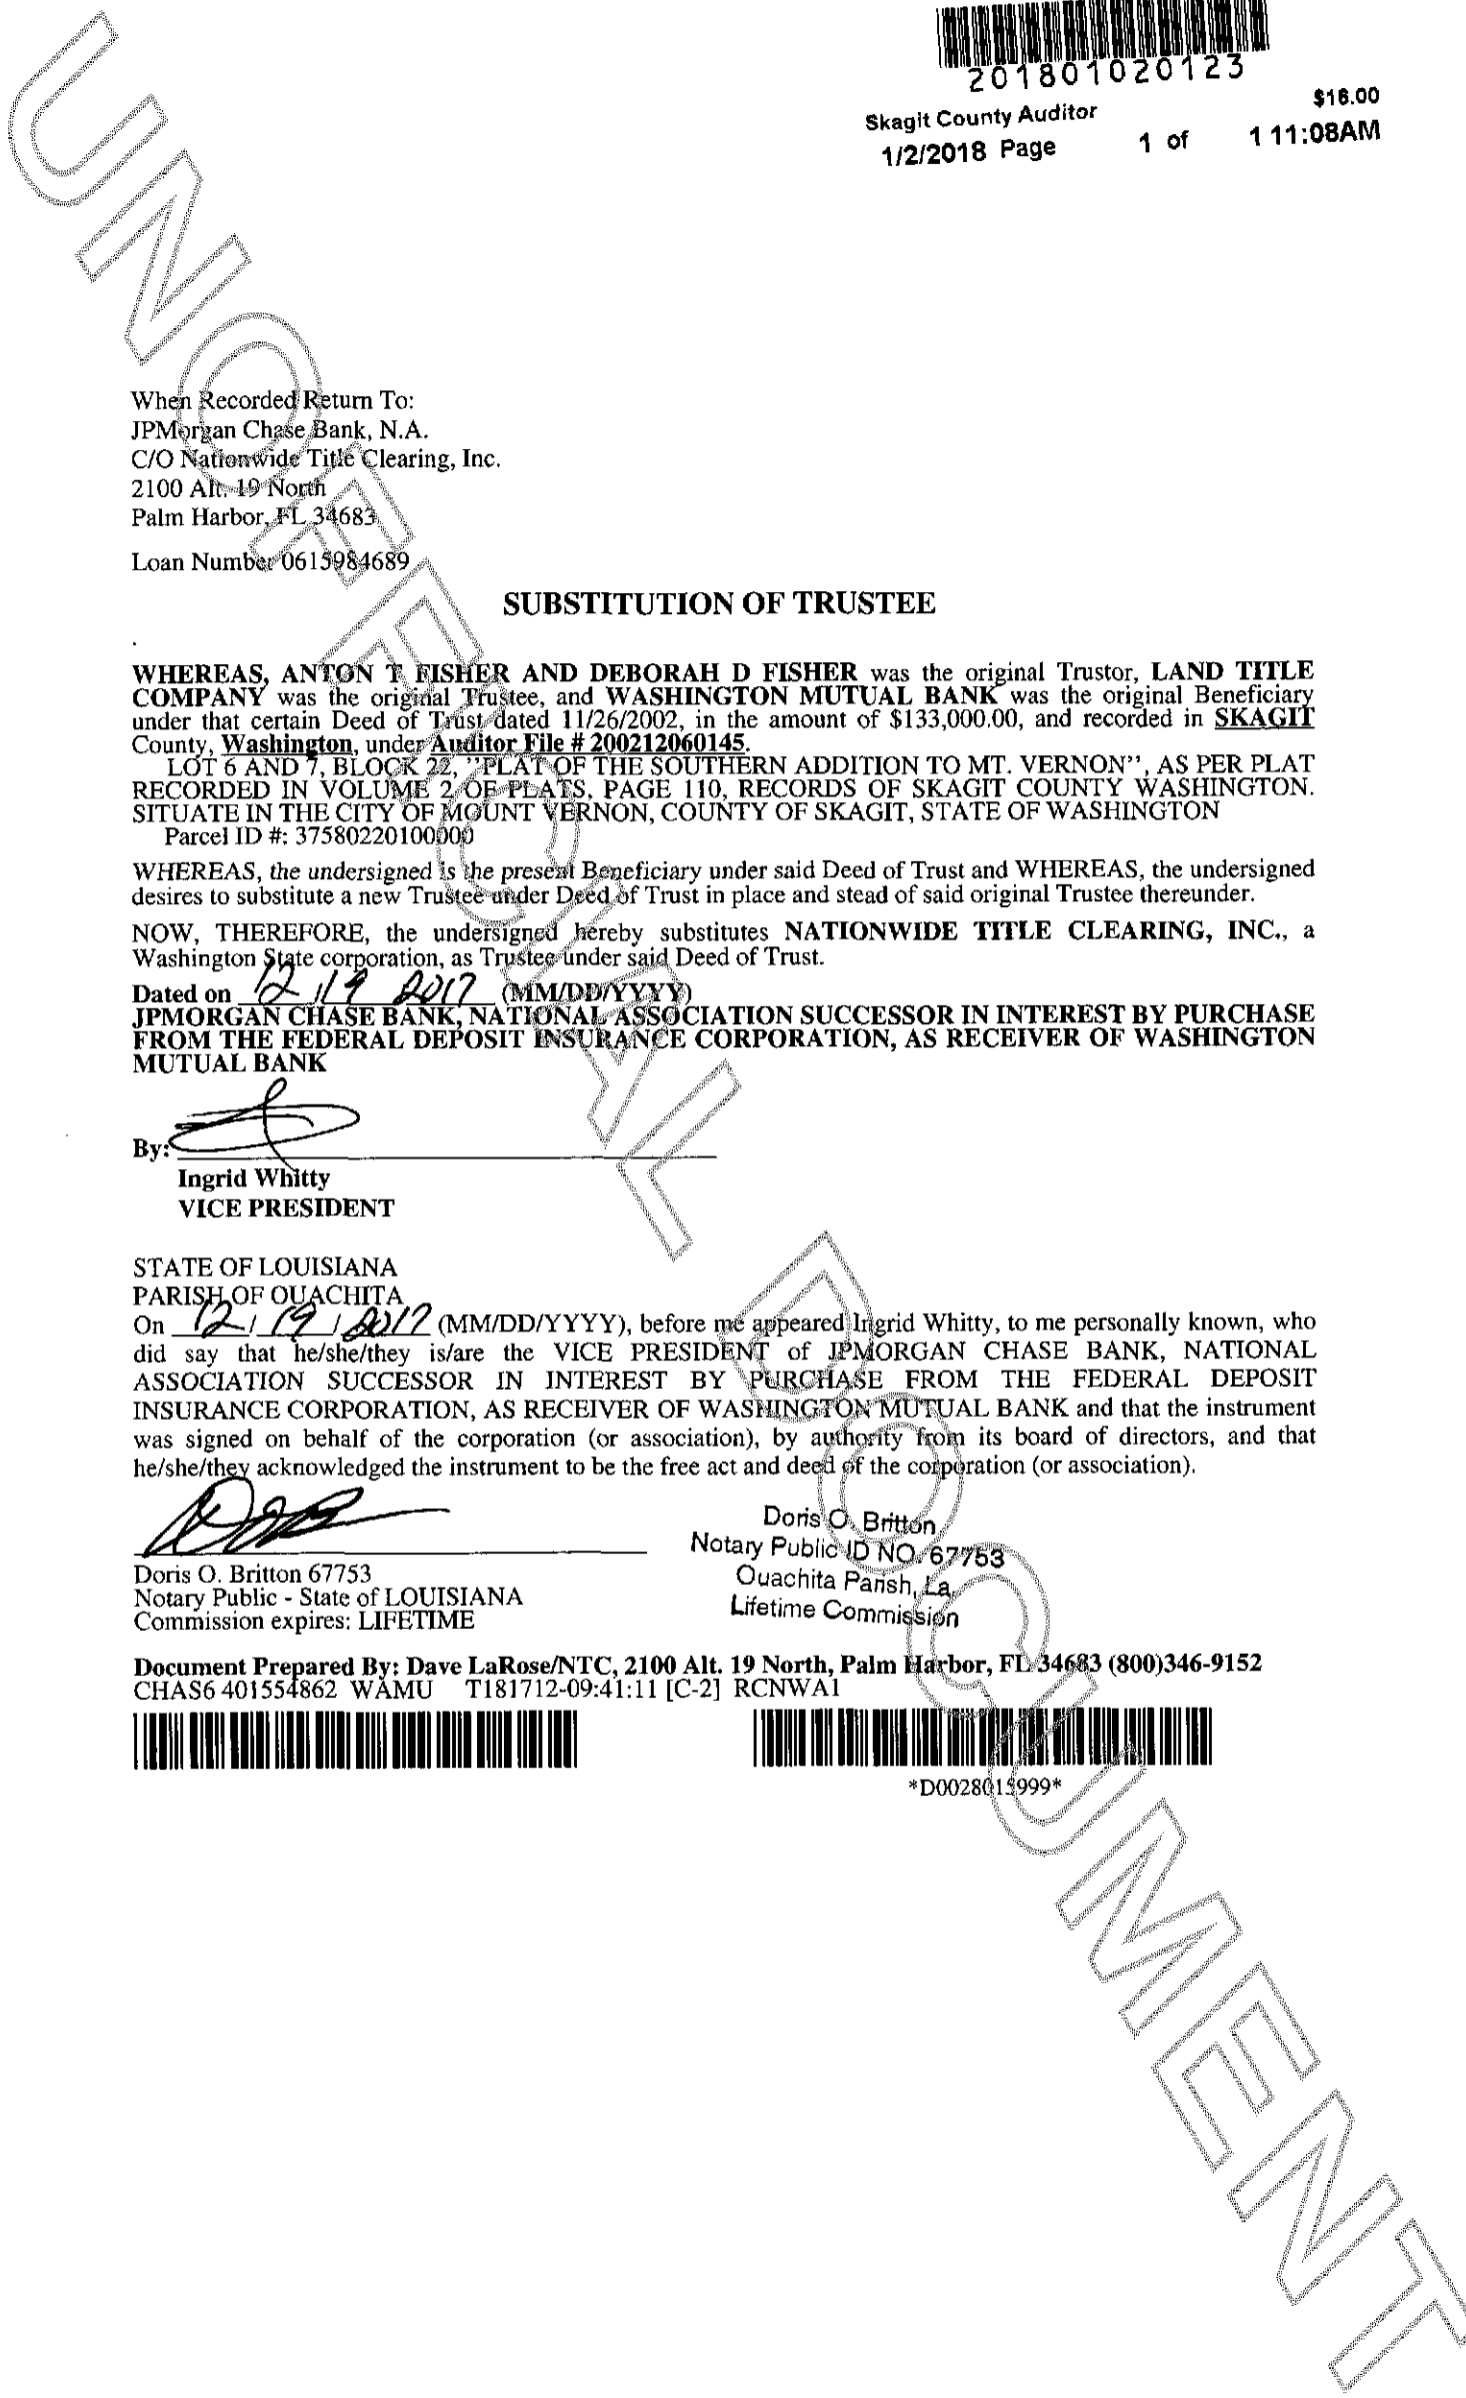 201801020123
Skagit County Auditor $16.00
1/2/2018 Page 1 of 1 11:08AM
When Recorded Return To:
JPMorgan Chase Bank, N.A.
C/O Nationwide Title Clearing, Inc.
2100 Alt. 19 North
Palm Harbor, FL 34683
Loan Number 0615984689
SUBSTITUTION OF TRUSTEE
WHEREAS, ANTON T FISHER AND DEBORAH D FISHER was the original Trustor, LAND TITLE
COMPANY was the original Trustee, and WASHINGTON MUTUAL BANK was the original Beneficiary
under that certain Deed of Trust dated 11/26/2002, in the amount of $133,000.00, and recorded in SKAGIT
County, Washington, under Auditor File # 200212060145.
LOT 6 AND 7, BLOCK 22, "PLAT OF THE SOUTHERN ADDITION TO MT. VERNON", AS PER PLAT
RECORDED IN VOLUME 2 OF PLATS, PAGE 110, RECORDS OF SKAGIT COUNTY WASHINGTON.
SITUATE IN THE CITY OF MOUNT VERNON, COUNTY OF SKAGIT, STATE OF WASHINGTON
Parcel ID #: 37580220100000
WHEREAS, the undersigned is the present Beneficiary under said Deed of Trust and WHEREAS, the undersigned
desires to substitute a new Trustee under Deed of Trust in place and stead of said original Trustee thereunder.
NOW, THEREFORE, the undersigned hereby substitutes NATIONWIDE TITLE CLEARING, INC., a
Washington State corporation, as Trustee under said Deed of Trust.
Dated on 12/19 2017 (MM/DD/YYYY)
JPMORGAN CHASE BANK, NATIONAL ASSOCIATION SUCCESSOR IN INTEREST BY PURCHASE
FROM THE FEDERAL DEPOSIT INSURANCE CORPORATION, AS RECEIVER OF WASHINGTON
MUTUAL BANK
By:
Ingrid Whitty
VICE PRESIDENT
STATE OF LOUISIANA
PARISH OF OUACHITA
On 12/19/2017 (MM/DD/YYYY), before me appeared Ingrid Whitty, to me personally known, who
did say that he/she/they is/are the VICE PRESIDENT of JPMORGAN CHASE BANK, NATIONAL
ASSOCIATION SUCCESSOR IN INTEREST BY PURCHASE FROM THE FEDERAL DEPOSIT
INSURANCE CORPORATION, AS RECEIVER OF WASHINGTON MUTUAL BANK and that the instrument
was signed on behalf of the corporation (or association), by authority from its board of directors, and that
he/she/they acknowledged the instrument to be the free act and deed of the corporation (or association).
Doris O. Britton
Notary Public ID NO. 67753
Ouachita Parish, La.
Lifetime Commission
Doris O. Britton 67753
Notary Public - State of LOUISIANA
Commission expires: LIFETIME
Document Prepared By: Dave LaRose/NTC, 2100 Alt. 19 North, Palm Harbor, FL 34683 (800)346-9152
CHAS6 401554862 WAMU T181712-09:41:11 [C-2] RCNWA1
*D0028015999*
UNOFFICIAL DOCUMENT